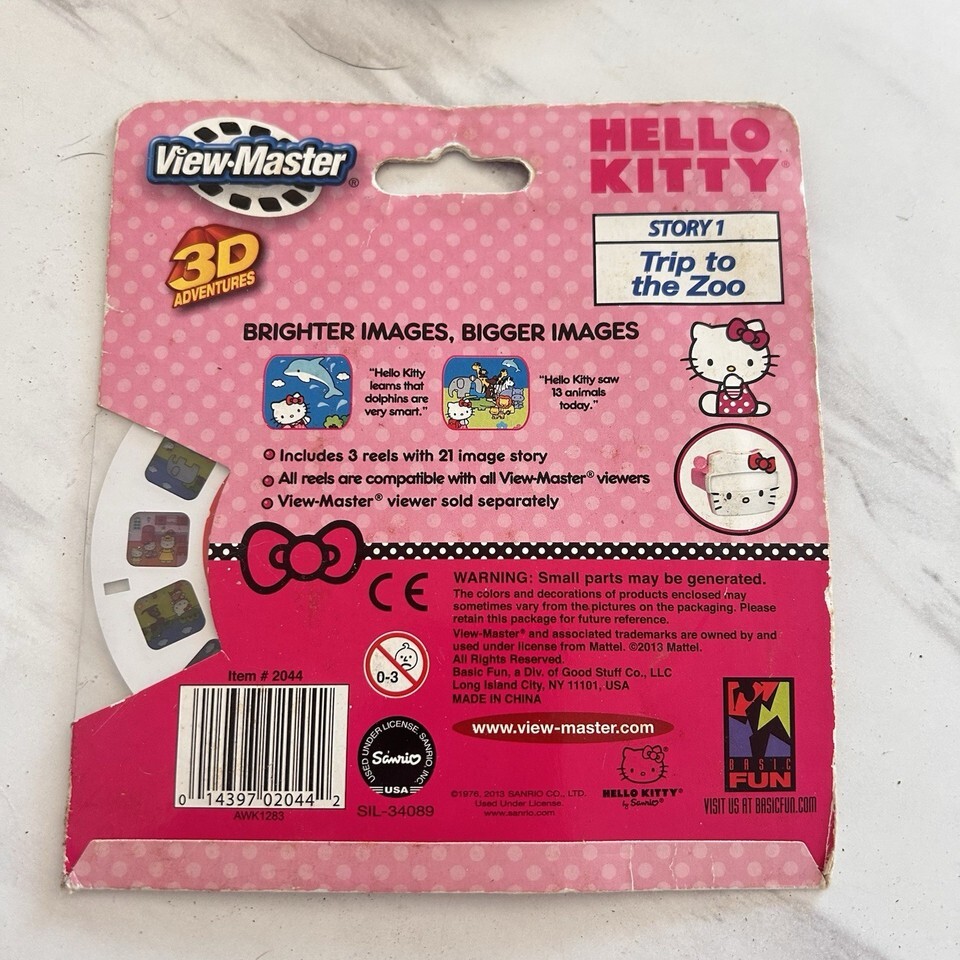 View-Master®
3D
ADVENTURES
HELLO
KITTY®
STORY 1
Trip to
the Zoo
BRIGHTER IMAGES, BIGGER IMAGES
"Hello Kitty
learns that
dolphins are
very smart."
"Hello Kitty saw
13 animals
today."
Includes 3 reels with 21 image story
All reels are compatible with all View-Master® viewers
View-Master® viewer sold separately
CE
WARNING: Small parts may be generated.
The colors and decorations of products enclosed may
sometimes vary from the pictures on the packaging. Please
retain this package for future reference.
View-Master® and associated trademarks are owned by and
used under license from Mattel. ©2013 Mattel.
All Rights Reserved.
Basic Fun, a Div. of Good Stuff Co., LLC
Long Island City, NY 11101, USA
MADE IN CHINA
0-3
Item # 2044
0 14397 02044 2
AWK1283
USED UNDER LICENSE, SANRIO, INC.
Sanrio
USA
SIL-34089
www.view-master.com
©1976, 2013 SANRIO CO., LTD.
Used Under License.
www.sanrio.com
HELLO KITTY®
by Sanrio®
BASIC
FUN
VISIT US AT BASICFUN.COM